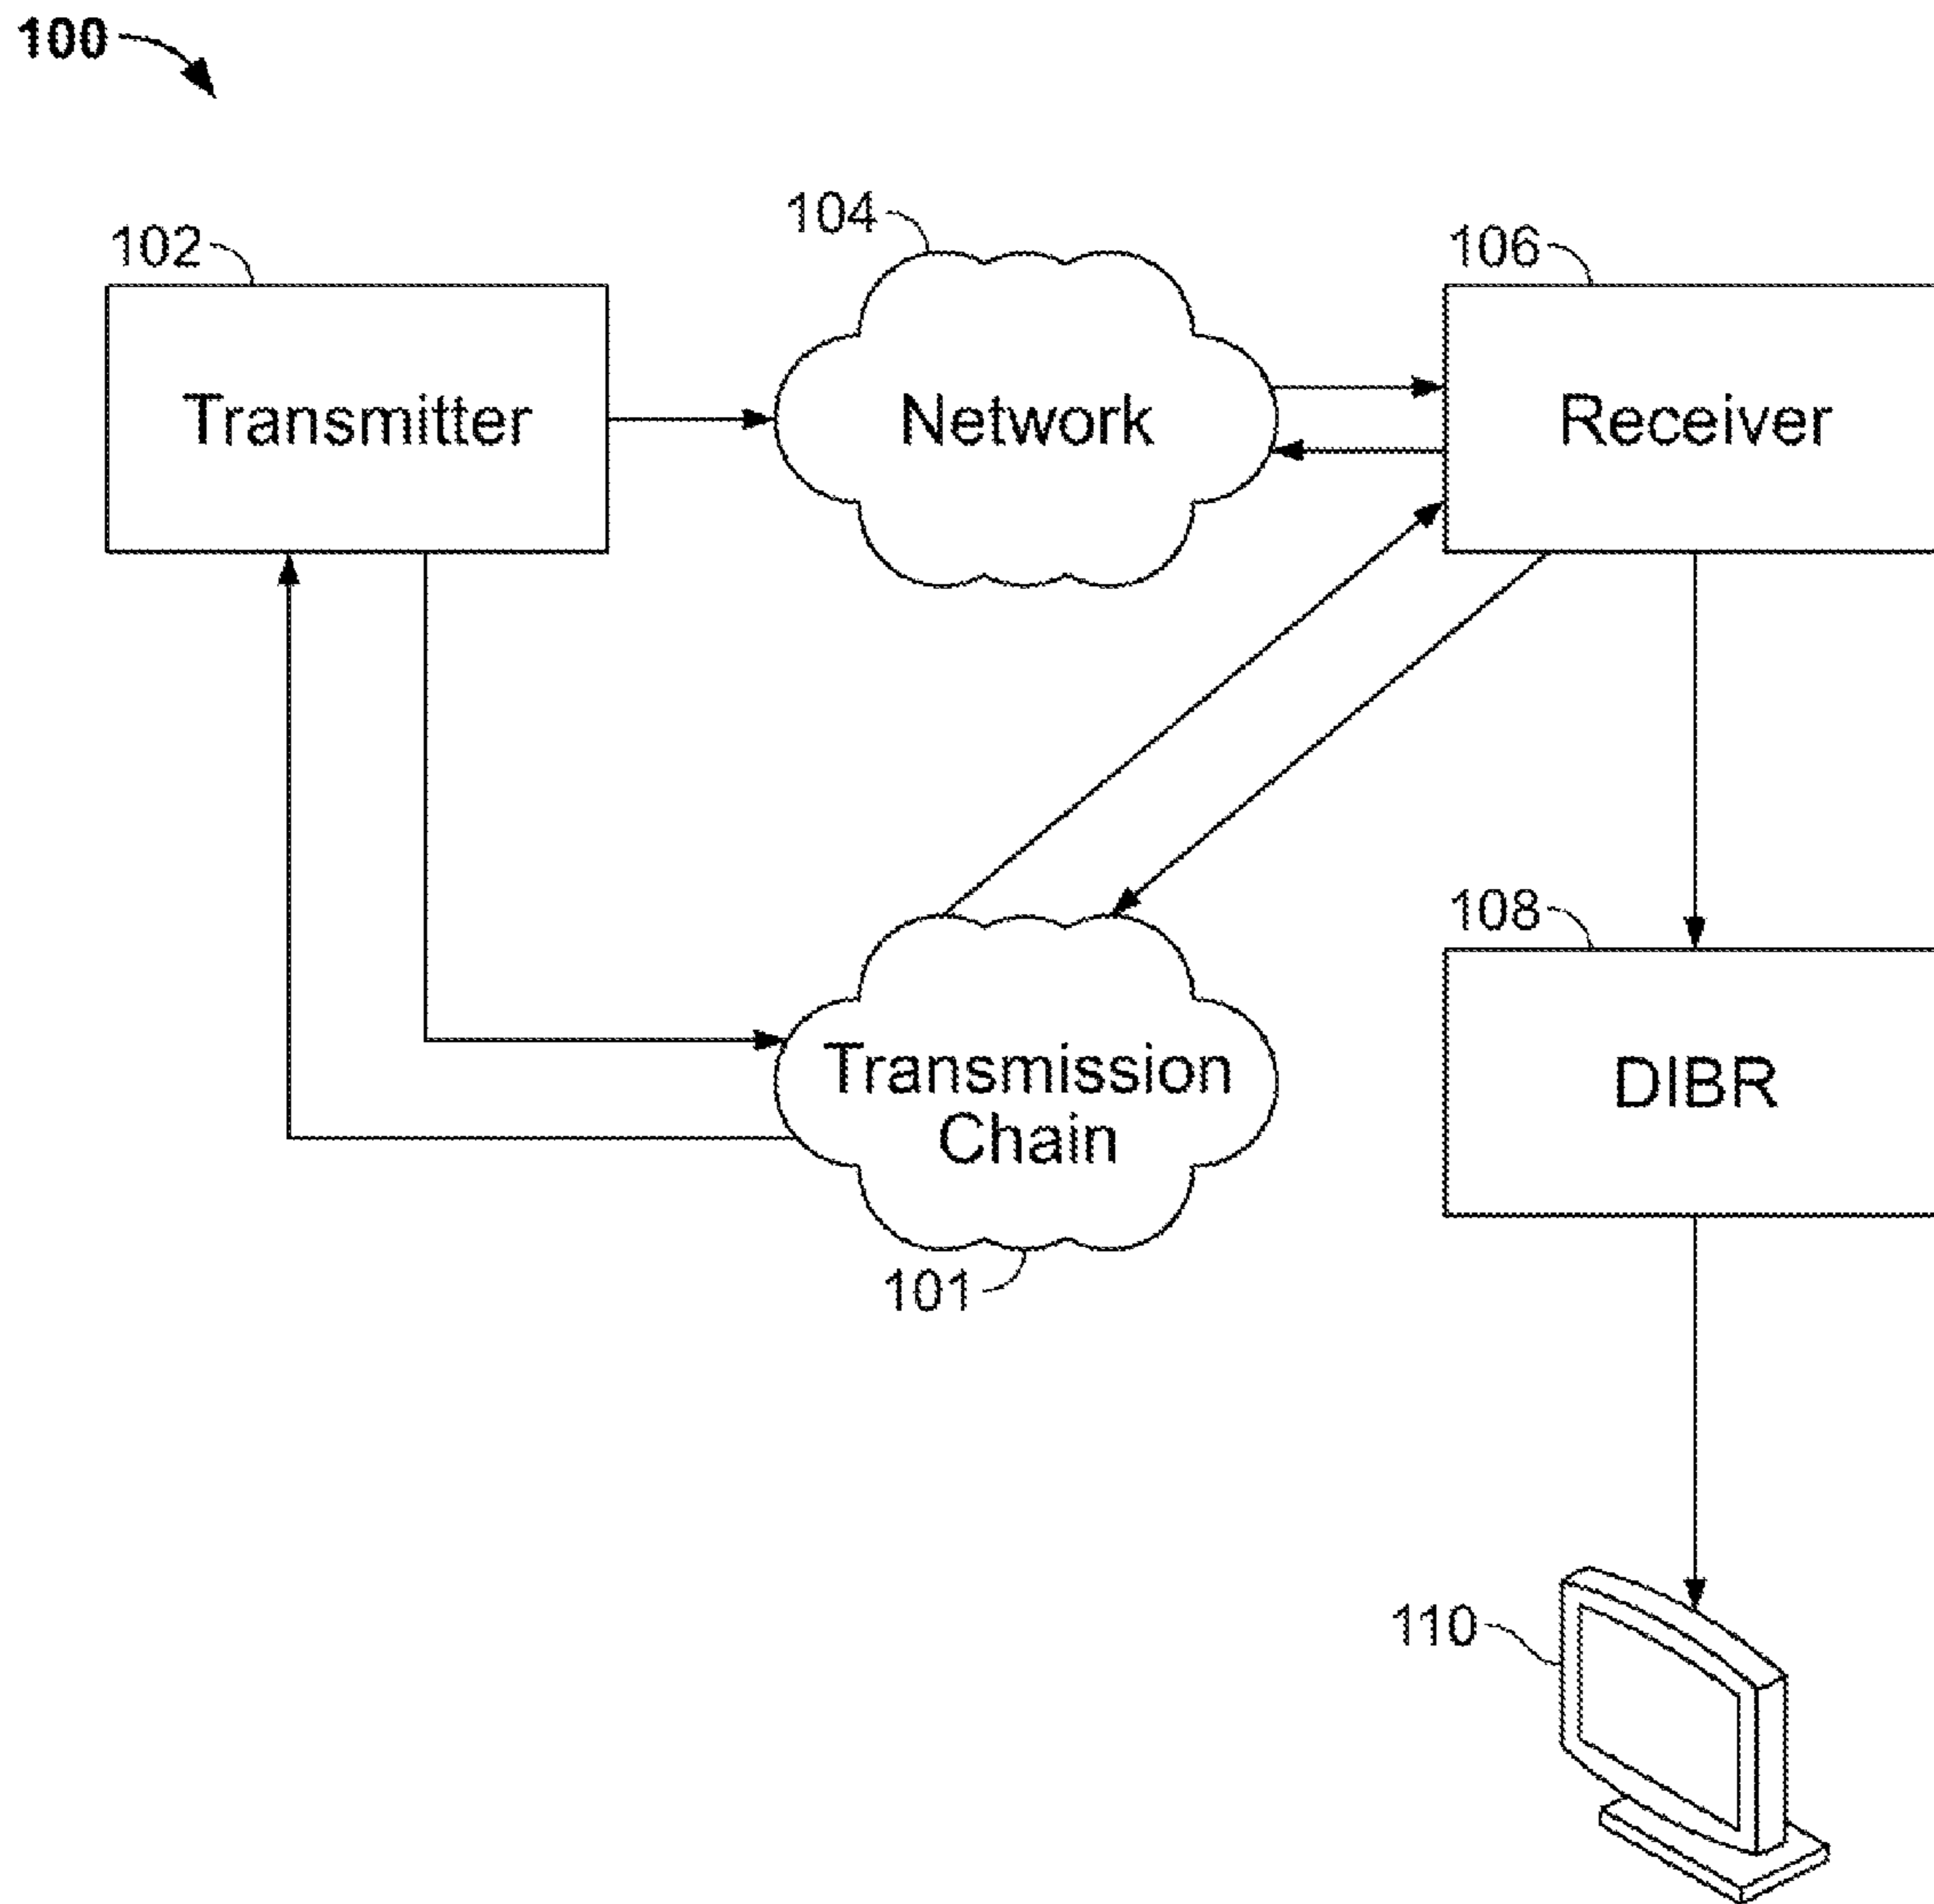 100
104
102
106
Transmitter
Network
Receiver
108
Transmission
Chain
DIBR
101
110